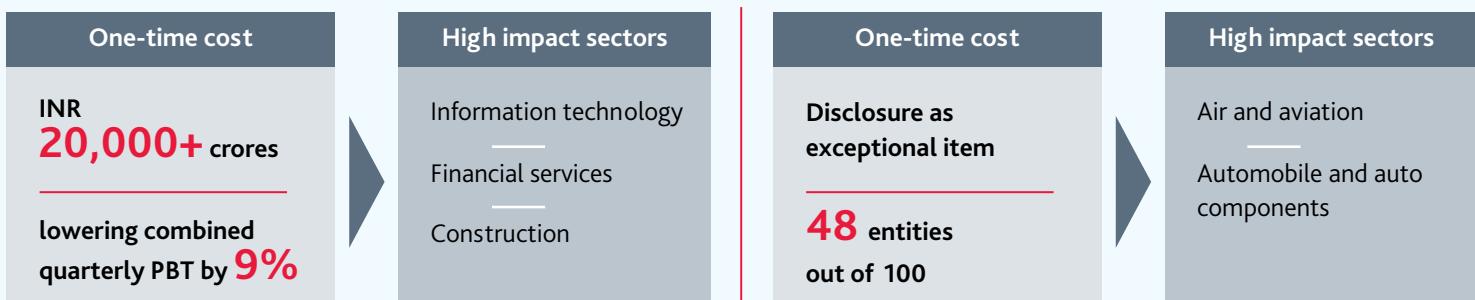 One-time cost
INR
20,000+ crores
lowering combined
quarterly PBT by 9%
High impact sectors
Information technology
Financial services
Construction
One-time cost
Disclosure as
exceptional item
48 entities
out of 100
High impact sectors
Air and aviation
Automobile and auto
components